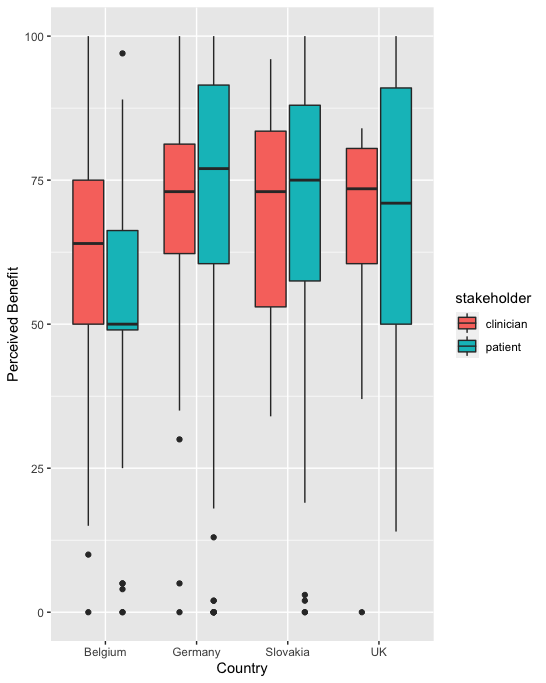 100
75
50
25
0
Perceived Benefit
Belgium
Germany
Slovakia
UK
Country
stakeholder
clinician
patient